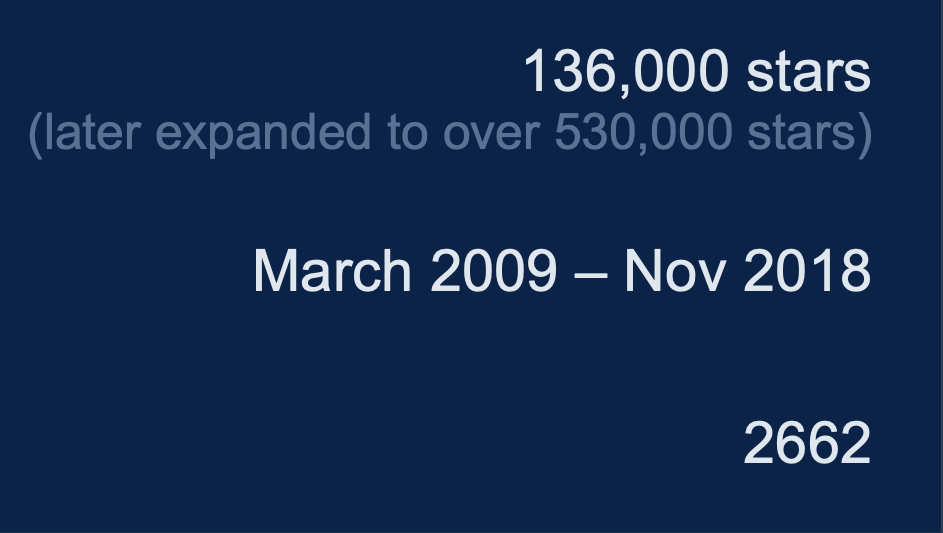 136,000 stars
(later expanded to over 530,000 stars)
March 2009 – Nov 2018
2662